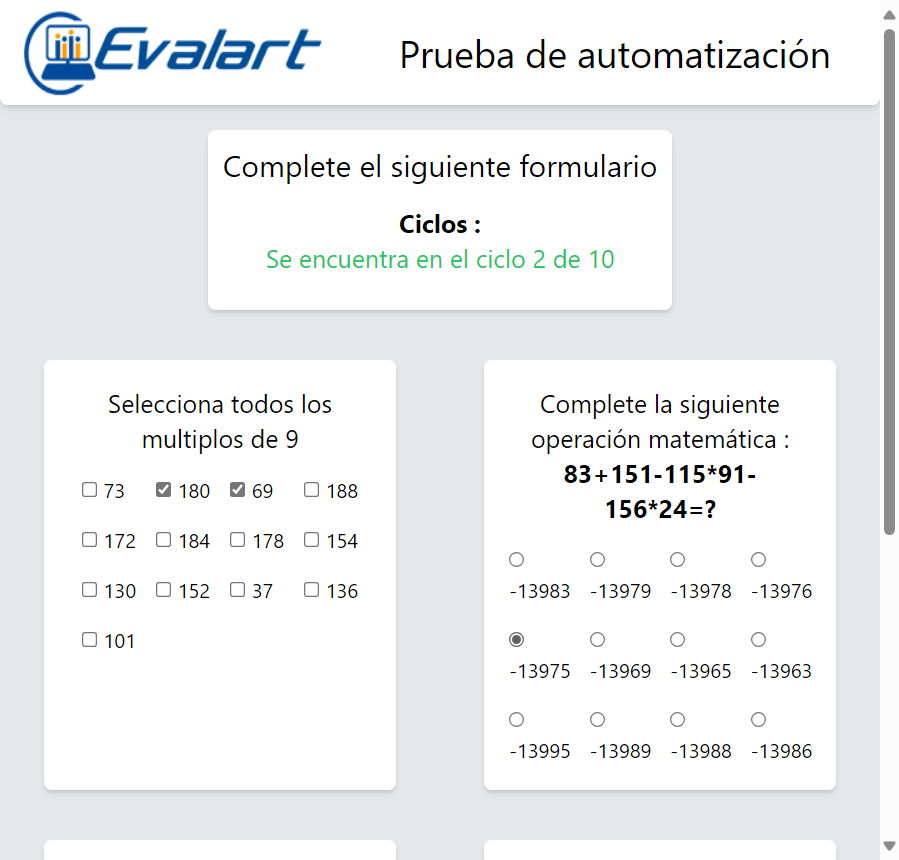 Evalart
Prueba de automatización
Complete el siguiente formulario
Ciclos :
Se encuentra en el ciclo 2 de 10
Selecciona todos los
multiplos de 9
73 180 69 188
172 184 178 154
130 152 37 136
101
Complete la siguiente
operación matemática :
83+151-115*91-
156*24=?
-13983 -13979 -13978 -13976
-13975 -13969 -13965 -13963
-13995 -13989 -13988 -13986